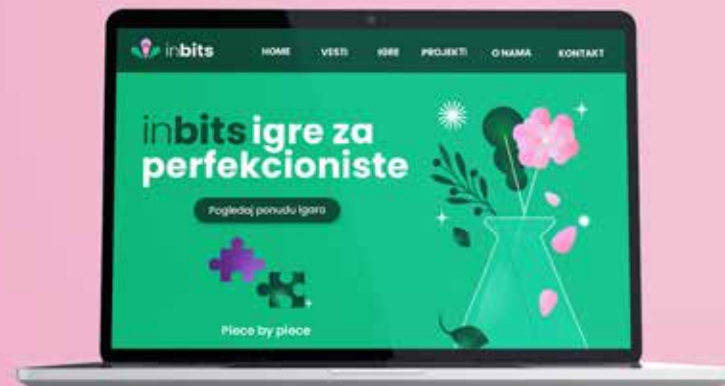 inbits HOME VESTI IGRE PROJEKTI O NAMA KONTAKT
inbits igre za
perfekcioniste
Pogledaj ponudu igara
Piece by piece